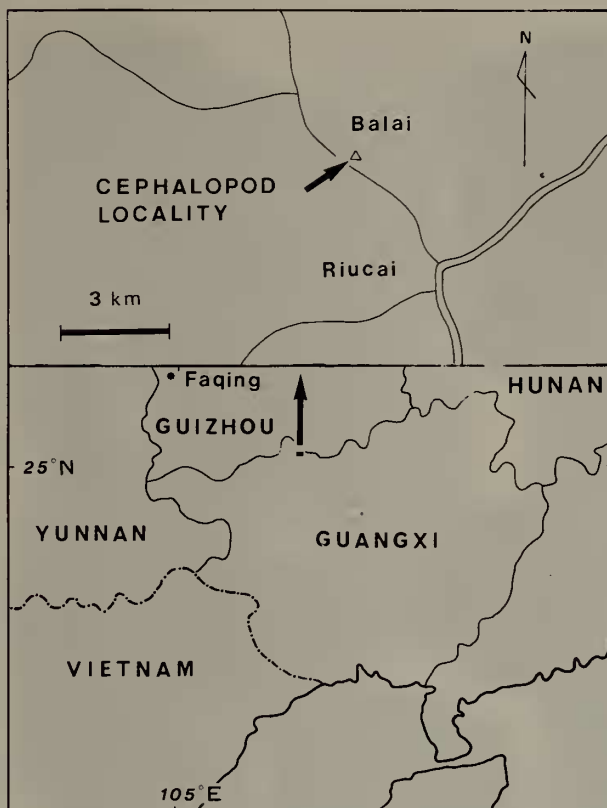 N
Balai
CEPHALOPOD
LOCALITY
Riucai
3 km
Faqing
HUNAN
GUIZHOU
25°N
YUNNAN
GUANGXI
VIETNAM
105°E